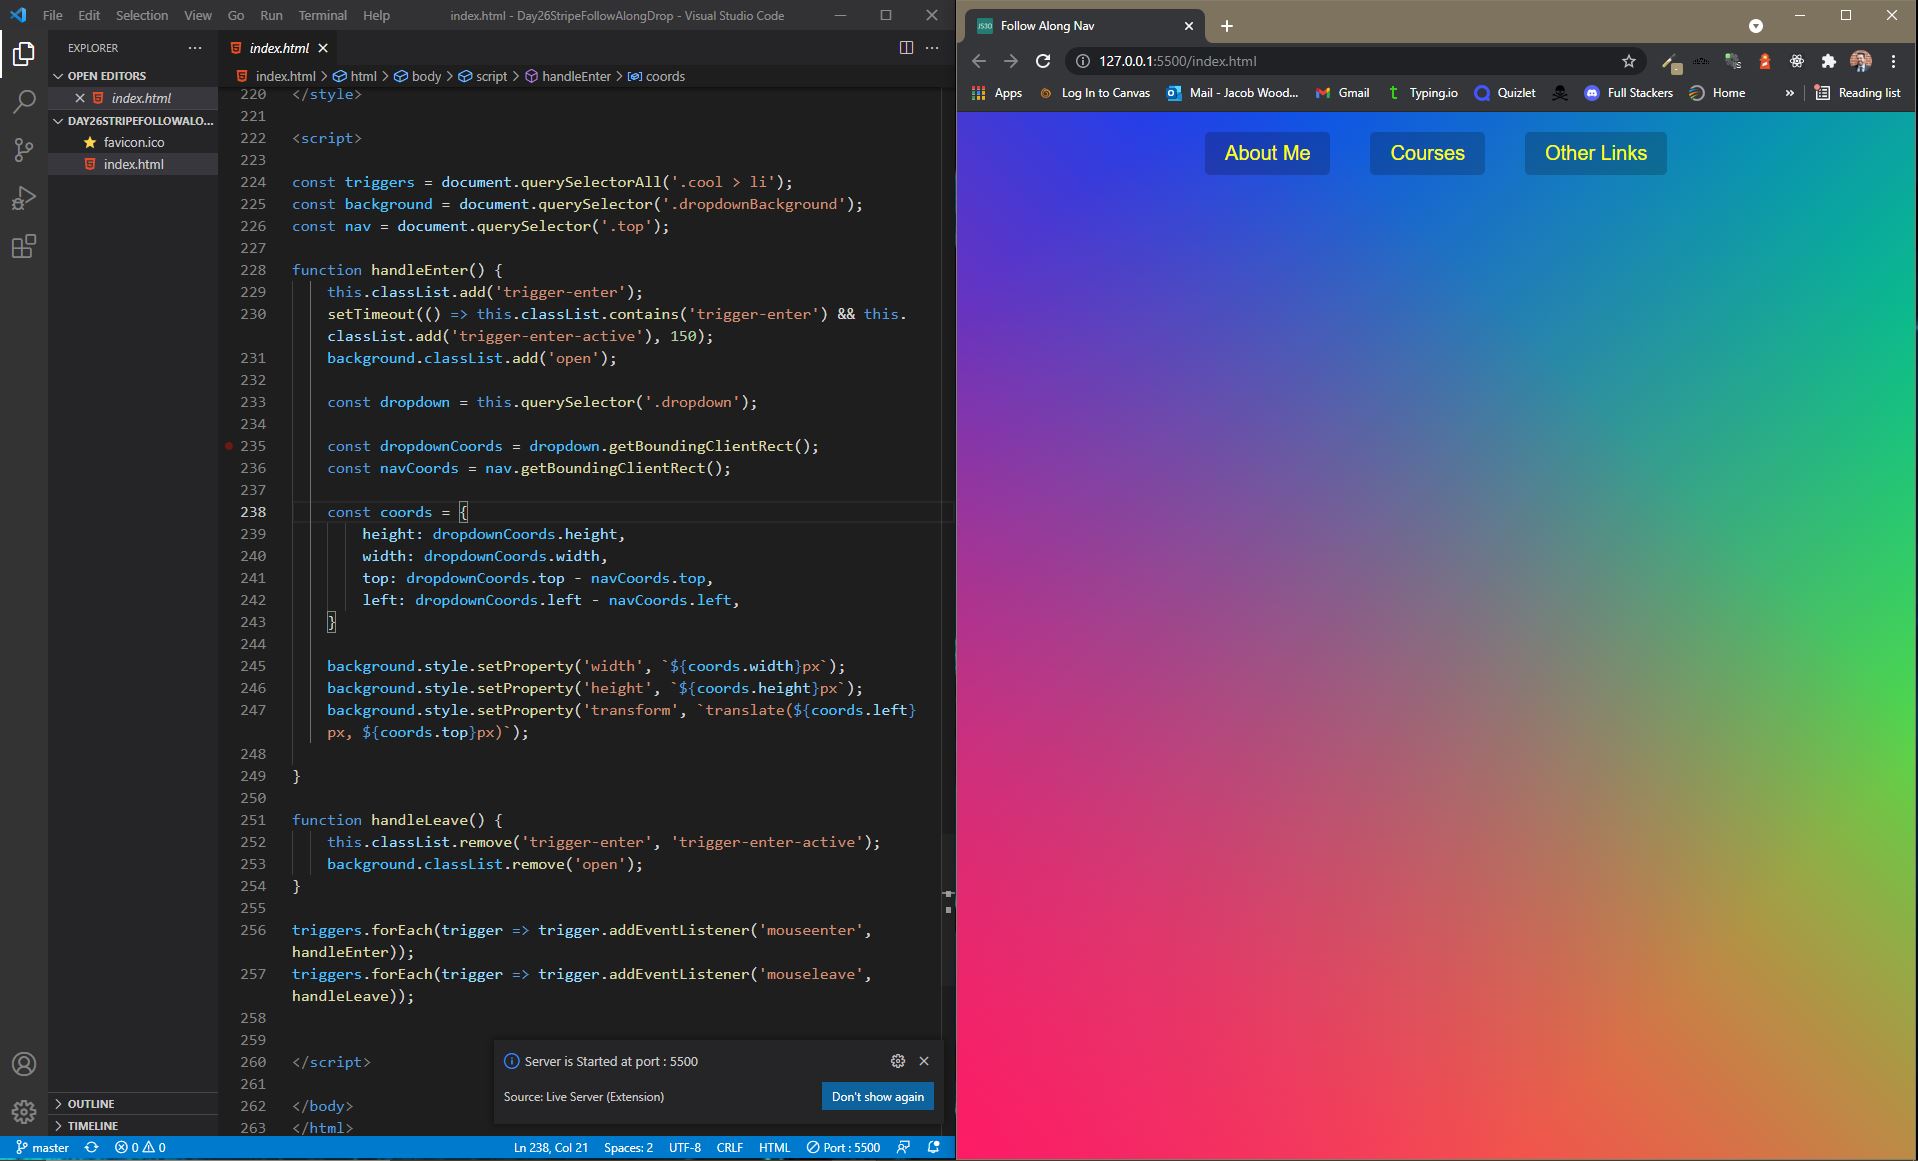 File Edit Selection View Go Run Terminal Help index.html - Day26StripeFollowAlongDrop - Visual Studio Code
EXPLORER
OPEN EDITORS
index.html
DAY26STRIPEFOLLOWALO...
favicon.ico
index.html
OUTLINE
TIMELINE
index.html
index.html > html > body > script > handleEnter > coords
220 </style>
221
222 <script>
223
224 const triggers = document.querySelectorAll('.cool > li');
225 const background = document.querySelector('.dropdownBackground');
226 const nav = document.querySelector('.top');
227
228 function handleEnter() {
229 this.classList.add('trigger-enter');
230 setTimeout(() => this.classList.contains('trigger-enter') && this.
classList.add('trigger-enter-active'), 150);
231 background.classList.add('open');
232
233 const dropdown = this.querySelector('.dropdown');
234
235 const dropdownCoords = dropdown.getBoundingClientRect();
236 const navCoords = nav.getBoundingClientRect();
237
238 const coords = {
239 height: dropdownCoords.height,
240 width: dropdownCoords.width,
241 top: dropdownCoords.top - navCoords.top,
242 left: dropdownCoords.left - navCoords.left,
243 }
244
245 background.style.setProperty('width', `${coords.width}px`);
246 background.style.setProperty('height', `${coords.height}px`);
247 background.style.setProperty('transform', `translate(${coords.left}
px, ${coords.top}px)`);
248
249 }
250
251 function handleLeave() {
252 this.classList.remove('trigger-enter', 'trigger-enter-active');
253 background.classList.remove('open');
254 }
255
256 triggers.forEach(trigger => trigger.addEventListener('mouseenter',
handleEnter));
257 triggers.forEach(trigger => trigger.addEventListener('mouseleave',
handleLeave));
258
259
260 </script>
261
262 </body>
263 </html>
Server is Started at port : 5500
Source: Live Server (Extension)
Don't show again
master 0 0 Ln 238, Col 21 Spaces: 2 UTF-8 CRLF HTML Port : 5500
JS30 Follow Along Nav
127.0.0.1:5500/index.html
Apps Log In to Canvas Mail - Jacob Wood... Gmail Typing.io Quizlet Full Stackers Home » Reading list
About Me Courses Other Links